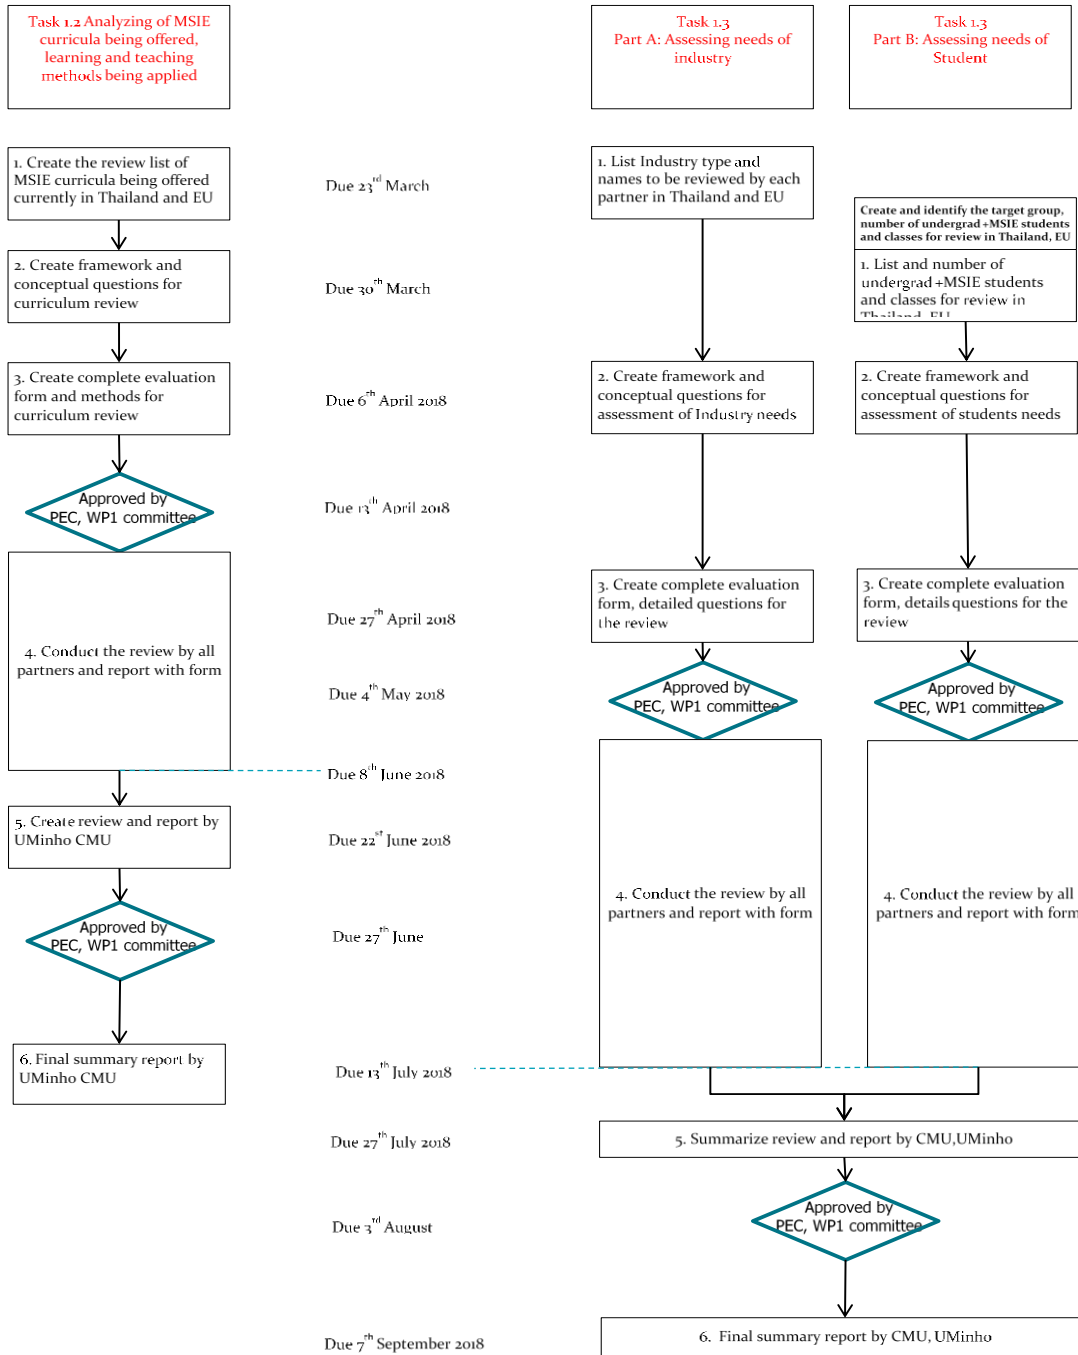 Task 1.2 Analyzing of MSIE
curricula being offered,
learning and teaching
methods being applied
Task 1.3
Part A: Assessing needs of
industry
Task 1.3
Part B: Assessing needs of
Student
1. Create the review list of
MSIE curricula being offered
currently in Thailand and EU
Due 23rd March
1. List Industry type and
names to be reviewed by each
partner in Thailand and EU
Create and identify the target group,
number of undergrad +MSIE students
and classes for review in Thailand, EU
1. List and number of
undergrad +MSIE students
and classes for review in
Thailand, EU
2. Create framework and
conceptual questions for
curriculum review
Due 30th March
3. Create complete evaluation
form and methods for
curriculum review
Due 6th April 2018
2. Create framework and
conceptual questions for
assessment of Industry needs
2. Create framework and
conceptual questions for
assessment of students needs
Approved by
PEC, WP1 committee
Due 13th April 2018
3. Create complete evaluation
form, detailed questions for
the review
3. Create complete evaluation
form, details questions for the
review
Due 27th April 2018
4. Conduct the review by all
partners and report with form
Due 4th May 2018
Approved by
PEC, WP1 committee
Approved by
PEC, WP1 committee
Due 8th June 2018
5. Create review and report by
UMinho CMU
Due 22st June 2018
4. Conduct the review by all
partners and report with form
4. Conduct the review by all
partners and report with form
Approved by
PEC, WP1 committee
Due 27th June
6. Final summary report by
UMinho CMU
Due 13th July 2018
Due 27th July 2018
5. Summarize review and report by CMU,UMinho
Approved by
PEC, WP1 committee
Due 3rd August
Due 7th September 2018
6. Final summary report by CMU, UMinho